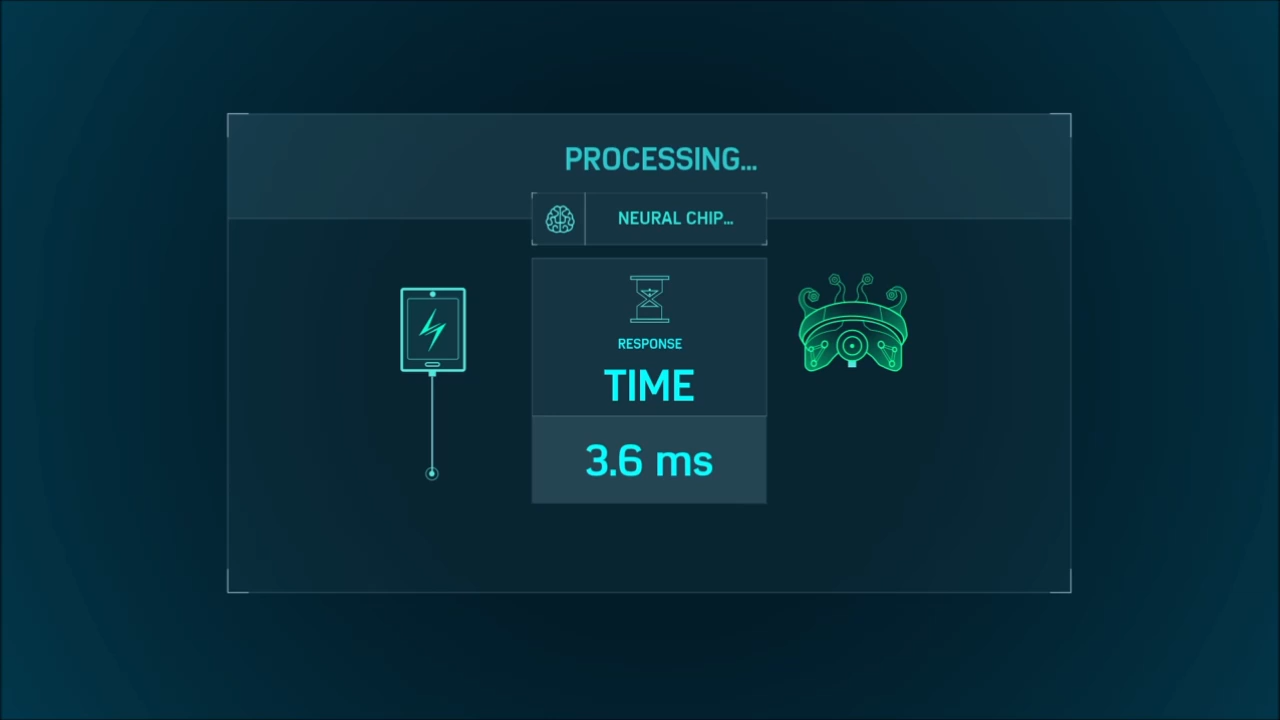 PROCESSING...
NEURAL CHIP...
RESPONSE
TIME
3.6 ms